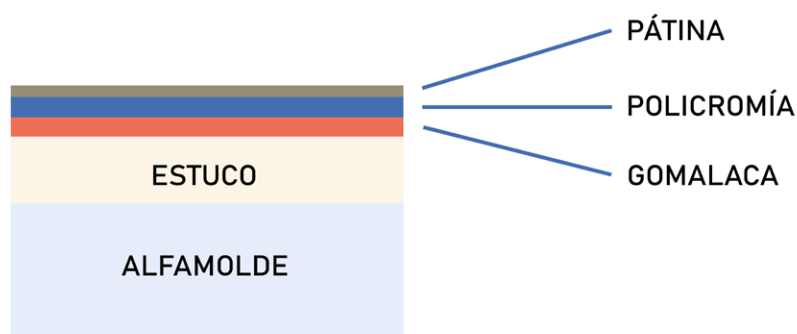 PÁTINA
POLICROMÍA
GOMALACA
ESTUCO
ALFAMOLDE